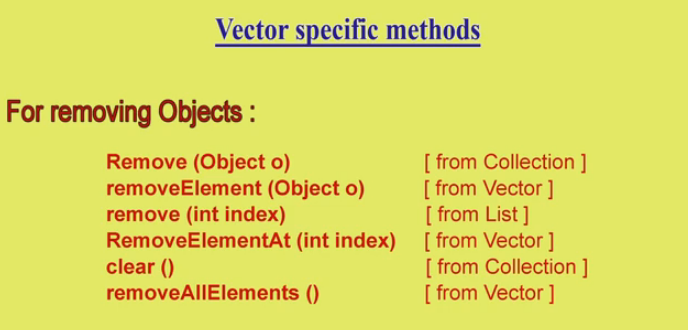 Vector specific methods
For removing Objects :
Remove (Object o) [ from Collection ]
removeElement (Object o) [ from Vector ]
remove (int index) [ from List ]
RemoveElementAt (int index) [ from Vector ]
clear () [ from Collection ]
removeAllElements () [ from Vector ]